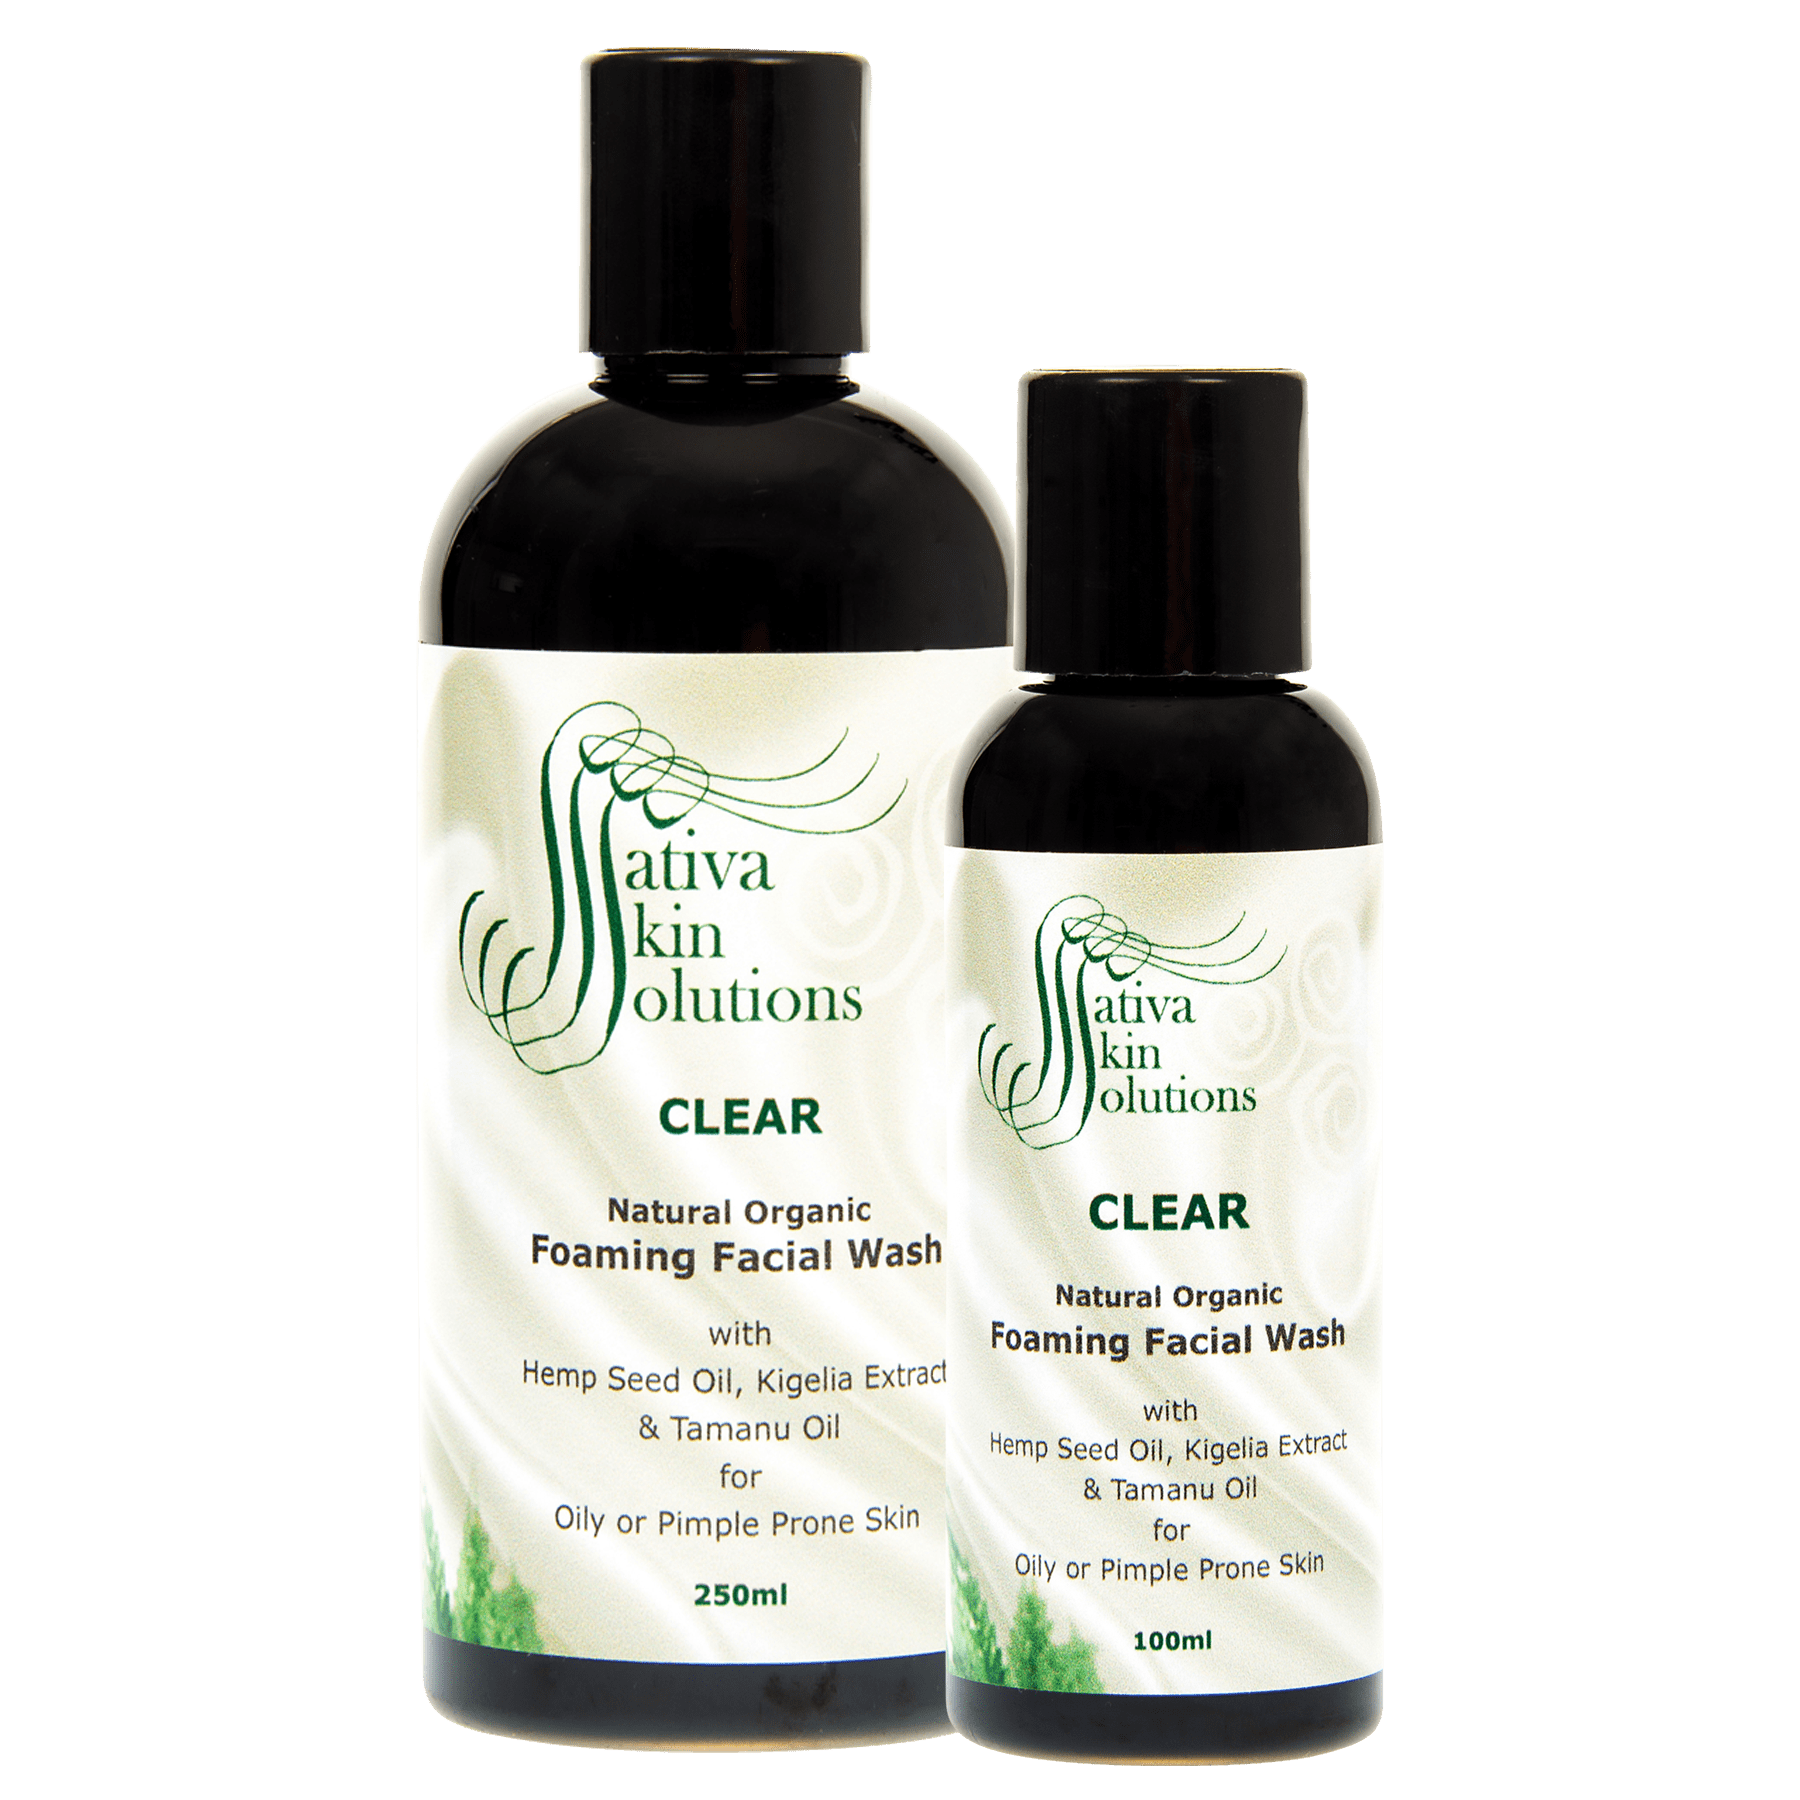 Sativa
Skin
Solutions
CLEAR
Natural Organic
Foaming Facial Wash
with
Hemp Seed Oil, Kigelia Extract
& Tamanu Oil
for
Oily or Pimple Prone Skin
250ml
Sativa
Skin
Solutions
CLEAR
Natural Organic
Foaming Facial Wash
with
Hemp Seed Oil, Kigelia Extract
& Tamanu Oil
for
Oily or Pimple Prone Skin
100ml